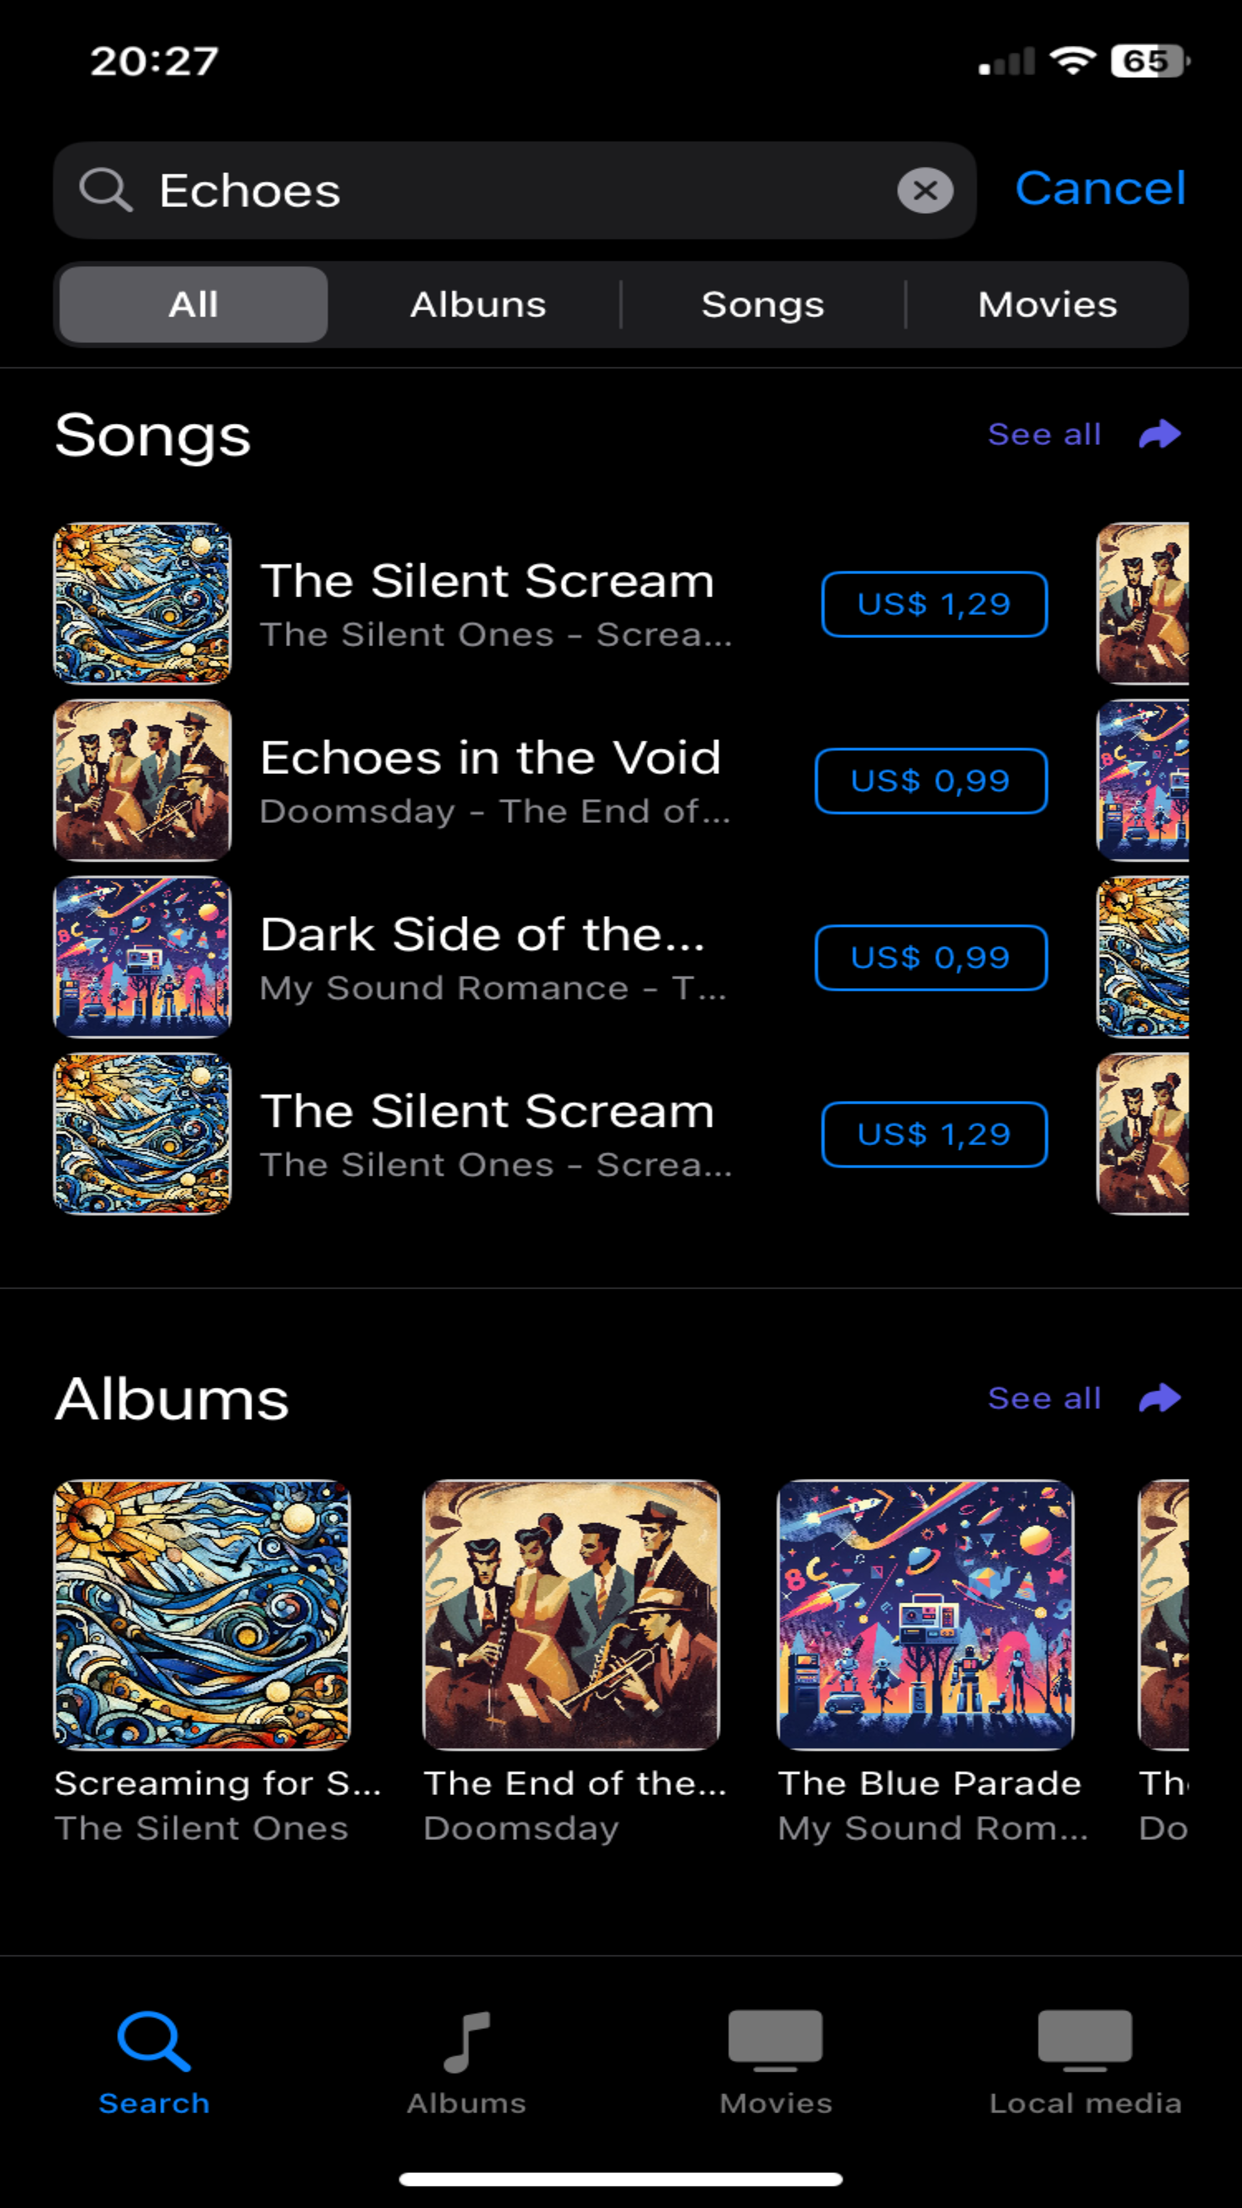 20:27
65
Echoes
Cancel
All
Albuns
Songs
Movies
Songs
See all
The Silent Scream
US$ 1,29
The Silent Ones - Screa...
Echoes in the Void
US$ 0,99
Doomsday - The End of...
Dark Side of the...
US$ 0,99
My Sound Romance - T...
The Silent Scream
US$ 1,29
The Silent Ones - Screa...
Albums
See all
Screaming for S...
The End of the...
The Blue Parade
Th
The Silent Ones
Doomsday
My Sound Rom...
Do
Search
Albums
Movies
Local media